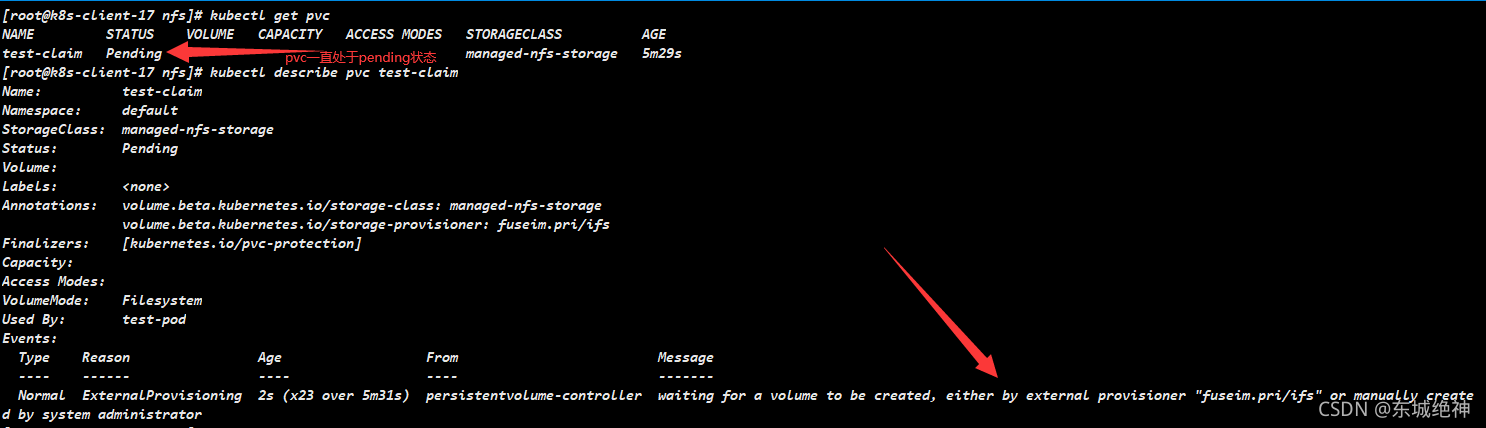 [root@k8s-client-17 nfs]# kubectl get pvc
NAME STATUS VOLUME CAPACITY ACCESS MODES STORAGECLASS AGE
test-claim Pending managed-nfs-storage 5m29s
pvc一直处于pending状态
[root@k8s-client-17 nfs]# kubectl describe pvc test-claim
Name: test-claim
Namespace: default
StorageClass: managed-nfs-storage
Status: Pending
Volume:
Labels: <none>
Annotations: volume.beta.kubernetes.io/storage-class: managed-nfs-storage
volume.beta.kubernetes.io/storage-provisioner: fuseim.pri/ifs
Finalizers: [kubernetes.io/pvc-protection]
Capacity:
Access Modes:
VolumeMode: Filesystem
Used By: test-pod
Events:
Type Reason Age From Message
---- ------ ---- ---- -------
Normal ExternalProvisioning 2s (x23 over 5m31s) persistentvolume-controller waiting for a volume to be created, either by external provisioner "fuseim.pri/ifs" or manually create
d by system administrator
CSDN @东城绝神